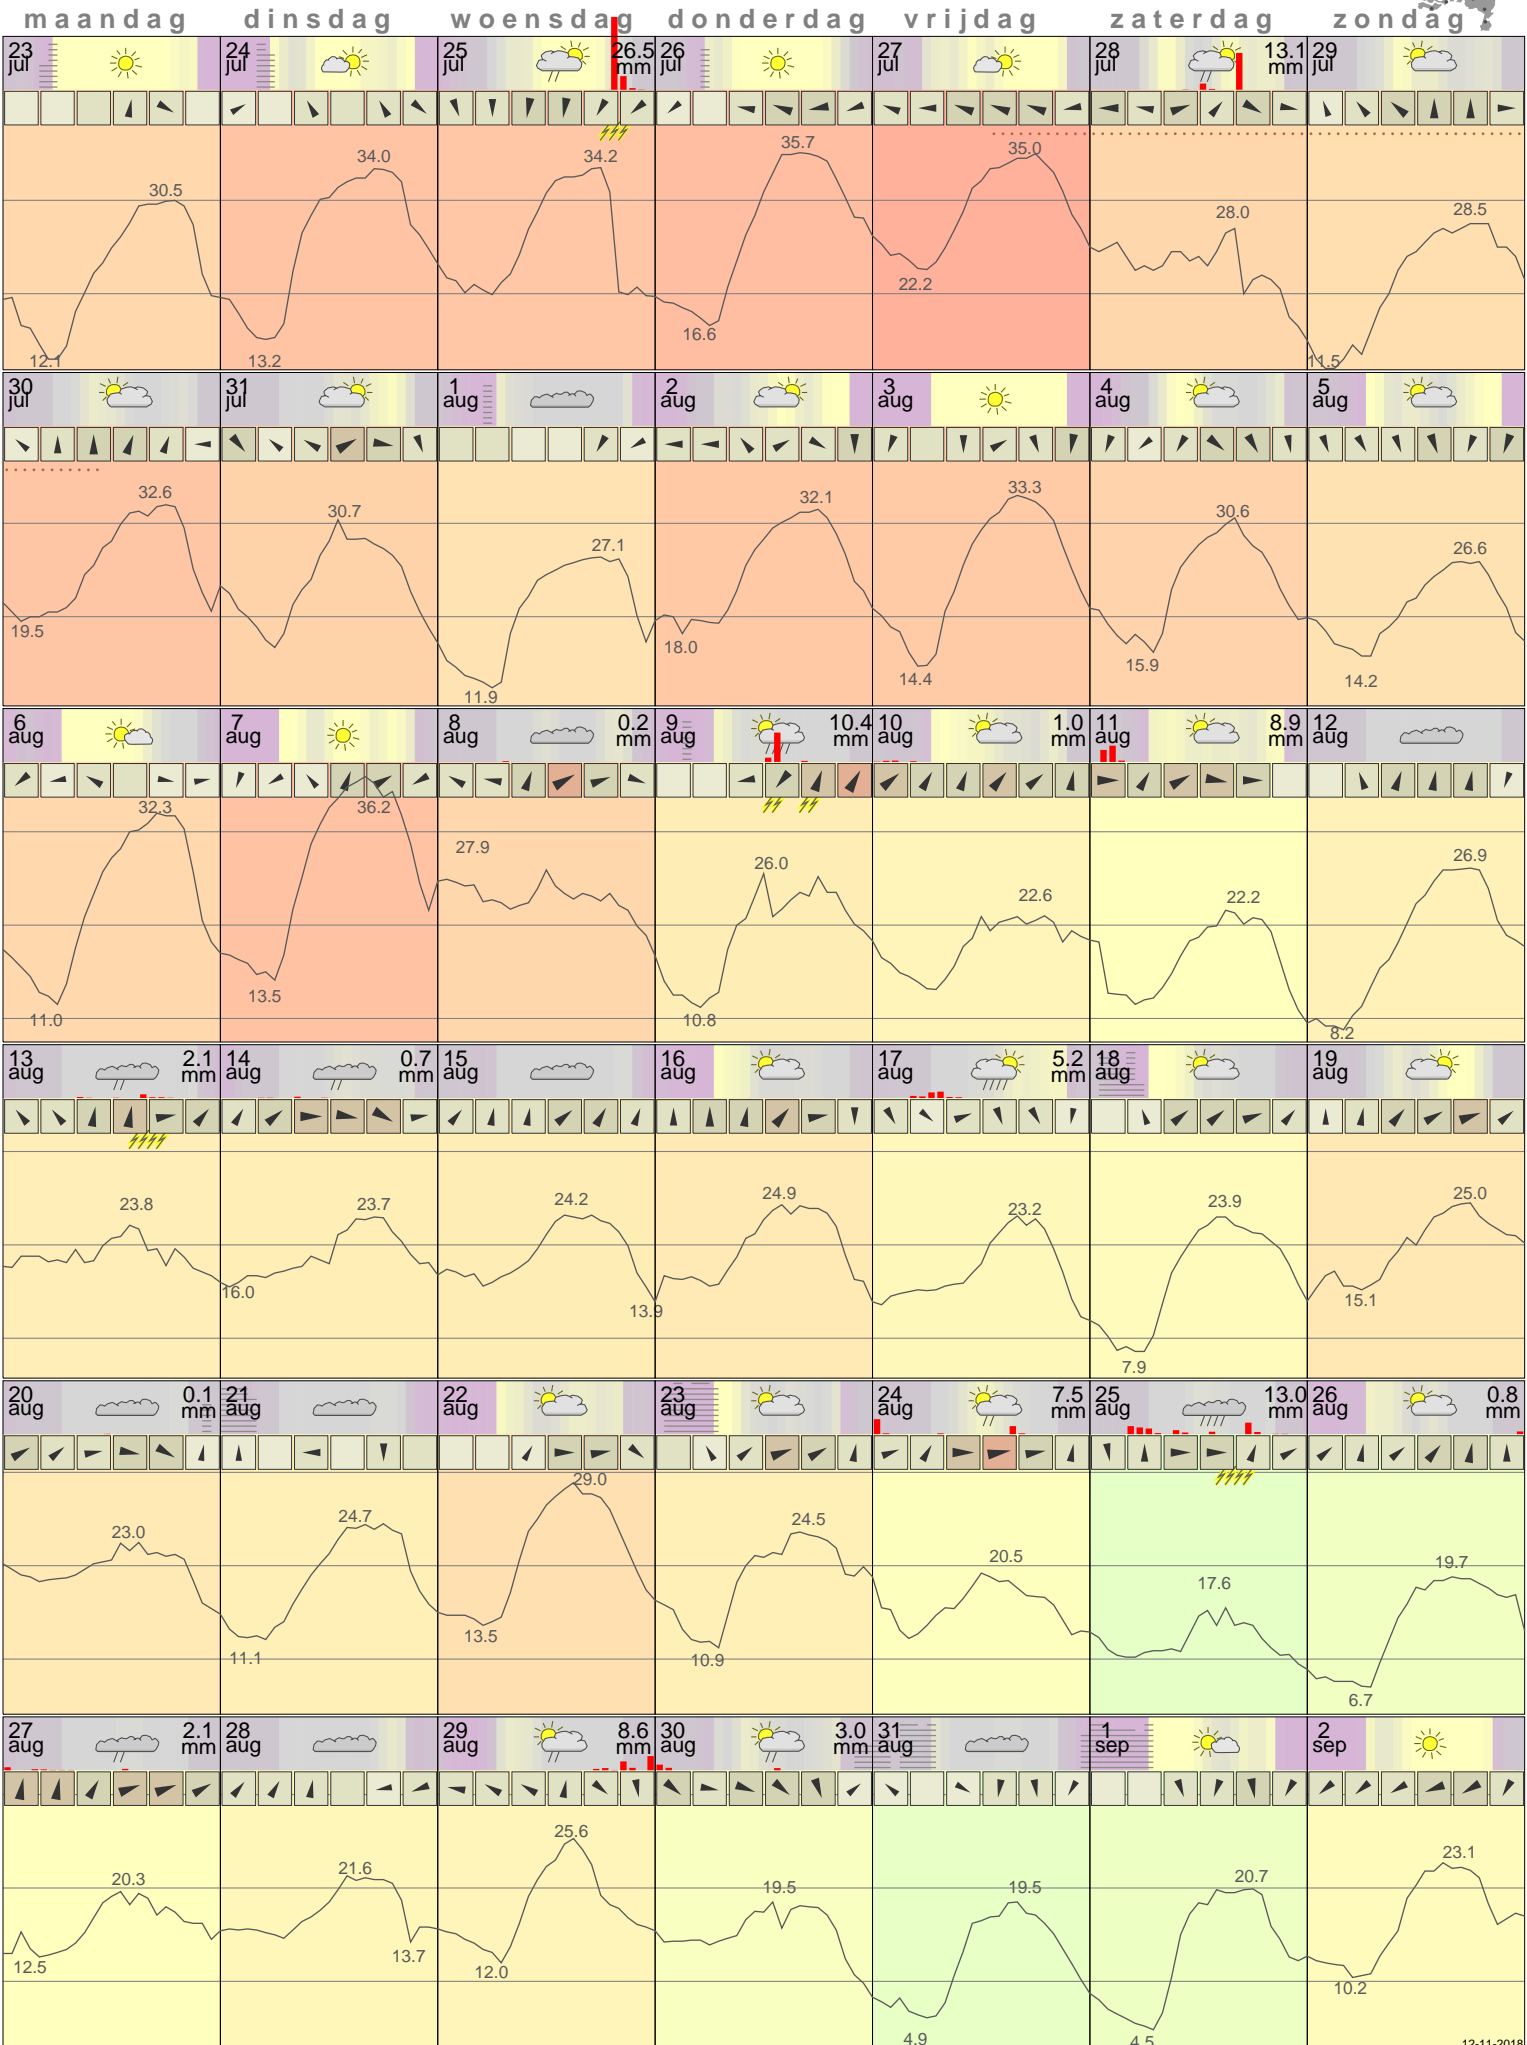 maandag dinsdag woensdag donderdag vrijdag zaterdag zondag
23 jul 24 jul 25 jul 26.5 mm 26 jul 27 jul 28 jul 13.1 mm 29 jul
30.5 34.0 34.2 35.7 35.0 28.0 28.5
12.1 13.2 16.6 22.2 11.5
30 jul 31 jul 1 aug 2 aug 3 aug 4 aug 5 aug
32.6 30.7 27.1 32.1 33.3 30.6 26.6
19.5 11.9 18.0 14.4 15.9 14.2
6 aug 7 aug 8 aug 0.2 mm 9 aug 10.4 mm 10 aug 1.0 mm 11 aug 8.9 mm 12 aug
32.3 36.2 27.9 26.0 22.6 22.2 26.9
11.0 13.5 10.8 8.2
13 aug 2.1 mm 14 aug 0.7 mm 15 aug 16 aug 17 aug 5.2 mm 18 aug 19 aug
23.8 23.7 24.2 24.9 23.2 23.9 25.0
16.0 13.9 7.9 15.1
20 aug 0.1 mm 21 aug 22 aug 23 aug 24 aug 7.5 mm 25 aug 13.0 mm 26 aug 0.8 mm
23.0 24.7 29.0 24.5 20.5 17.6 19.7
11.1 13.5 10.9 6.7
27 aug 2.1 mm 28 aug 29 aug 8.6 mm 30 aug 3.0 mm 31 aug 1 sep 2 sep
20.3 21.6 25.6 19.5 19.5 20.7 23.1
12.5 13.7 12.0 4.9 4.5 10.2
12-11-2018